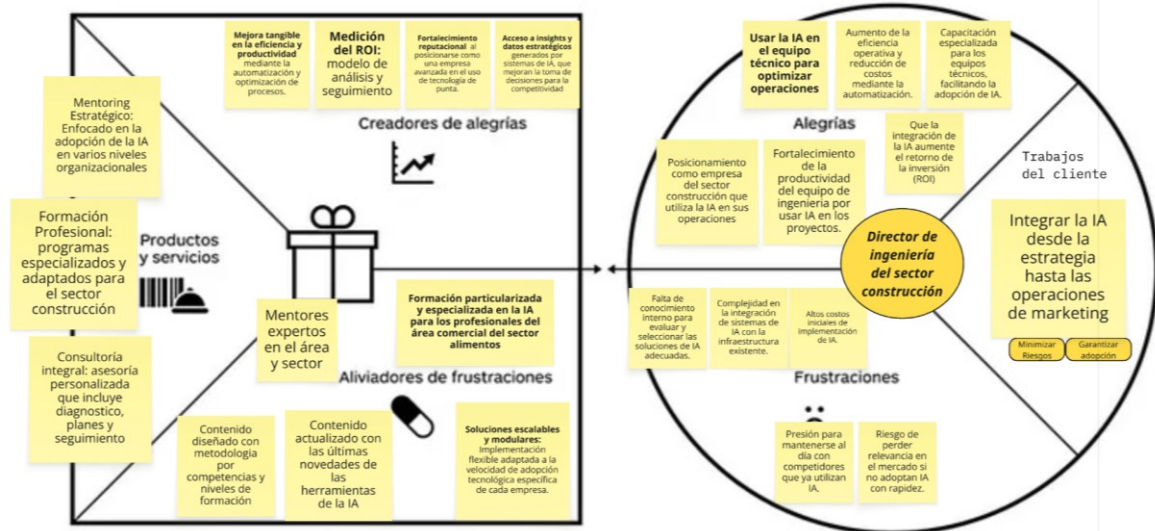 Mejora tangible
en la eficiencia y
productividad
mediante la
automatización y
optimización de
procesos.
Medición
del ROI:
modelo de
análisis y
seguimiento
Fortalecimiento
reputacional al
posicionarse como
una empresa
avanzada en el uso
de tecnología de
punta.
Acceso a insights y
datos estratégicos
generados por
sistemas de IA, que
mejoran la toma de
decisiones para la
competitividad
Creadores de alegrías
Mentoring
Estratégico:
Enfocado en la
adopción de la IA
en varios niveles
organizacionales
Formación
Profesional:
programas
especializados y
adaptados para
el sector
construcción
Productos
y servicios
Consultoría
integral: asesoría
personalizada
que incluye
diagnostico,
planes y
seguimiento
Mentores
expertos
en el área
y sector
Formación particularizada
y especializada en la IA
para los profesionales del
área comercial del sector
alimentos
Aliviadores de frustraciones
Contenido
diseñado con
metodologia
por
competencias y
niveles de
formación
Contenido
actualizado con
las últimas
novedades de
las
herramientas
de la IA
Soluciones escalables
y modulares:
Implementación
flexible adaptada a la
velocidad de adopción
tecnológica específica
de cada empresa.
Usar la IA en
el equipo
técnico para
optimizar
operaciones
Aumento de la
eficiencia
operativa y
reducción de
costos
mediante la
automatización.
Capacitación
especializada
para los
equipos
técnicos,
facilitando la
adopción de IA.
Alegrías
Que la
integración de
la IA aumente
el retorno de
la inversión
(ROI)
Posicionamiento
como empresa
del sector
construcción que
utiliza la IA en sus
operaciones
Fortalecimiento
de la
productividad
del equipo de
ingenieria por
usar IA en los
proyectos.
Trabajos
del cliente
Integrar la IA
desde la
estrategia
hasta las
operaciones
de marketing
Minimizar
Riesgos
Garantizar
adopción
Director de
ingeniería
del sector
construcción
Falta de
conocimiento
interno para
evaluar y
seleccionar las
soluciones de IA
adecuadas.
Complejidad en
la integración
de sistemas de
IA con la
infraestructura
existente.
Altos costos
iniciales de
implementación
de IA.
Frustraciones
Presión para
mantenerse al
día con
competidores
que ya utilizan
IA.
Riesgo de
perder
relevancia en
el mercado si
no adoptan IA
con rapidez.